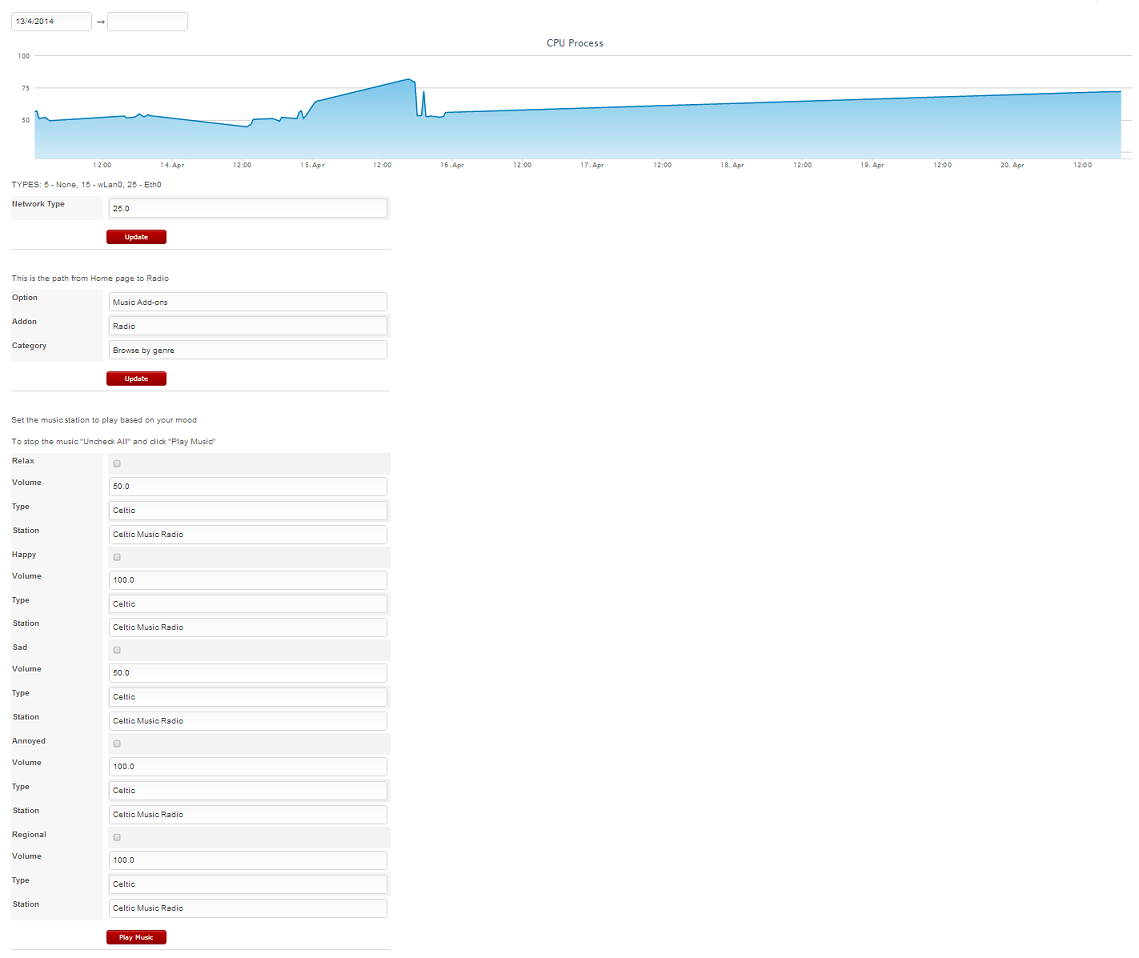 13/4/2014 →
CPU Process
100
75
50
12:00 14. Apr 12:00 15. Apr 12:00 16. Apr 12:00 17. Apr 12:00 18. Apr 12:00 19. Apr 12:00 20. Apr 12:00
TYPES: 5 - None, 15 - wLan0, 25 - Eth0
Network Type 25.0
Update
This is the path from Home page to Radio
Option Music Add-ons
Addon Radio
Category Browse by genre
Update
Set the music station to play based on your mood
To stop the music "Uncheck All" and click "Play Music"
Relax
Volume 50.0
Type Celtic
Station Celtic Music Radio
Happy
Volume 100.0
Type Celtic
Station Celtic Music Radio
Sad
Volume 50.0
Type Celtic
Station Celtic Music Radio
Annoyed
Volume 100.0
Type Celtic
Station Celtic Music Radio
Regional
Volume 100.0
Type Celtic
Station Celtic Music Radio
Play Music